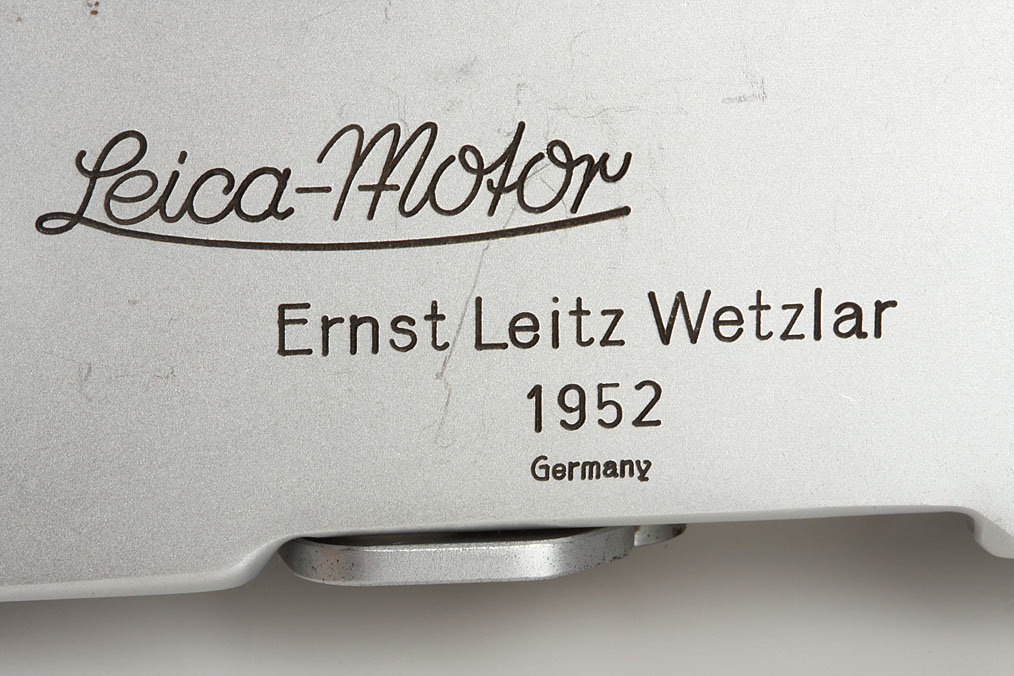 Leica-Motor
Ernst Leitz Wetzlar
1952
Germany